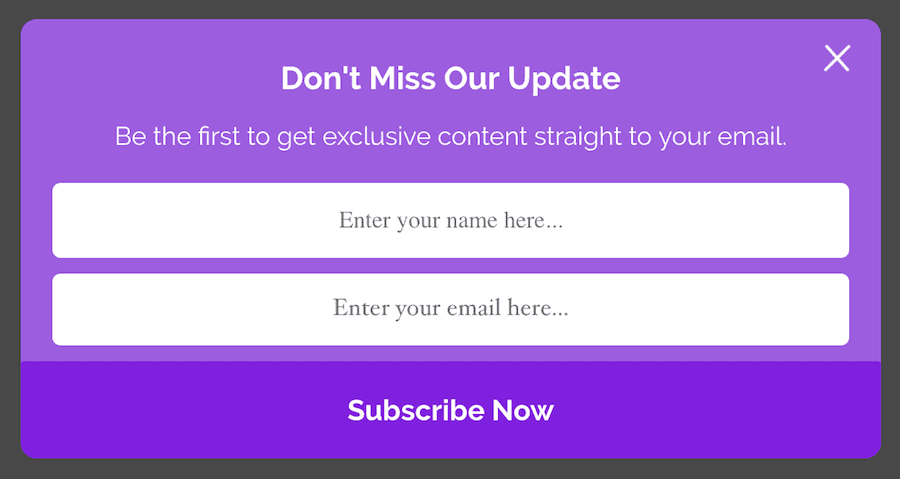 Don't Miss Our Update
Be the first to get exclusive content straight to your email.
Enter your name here...
Enter your email here...
Subscribe Now